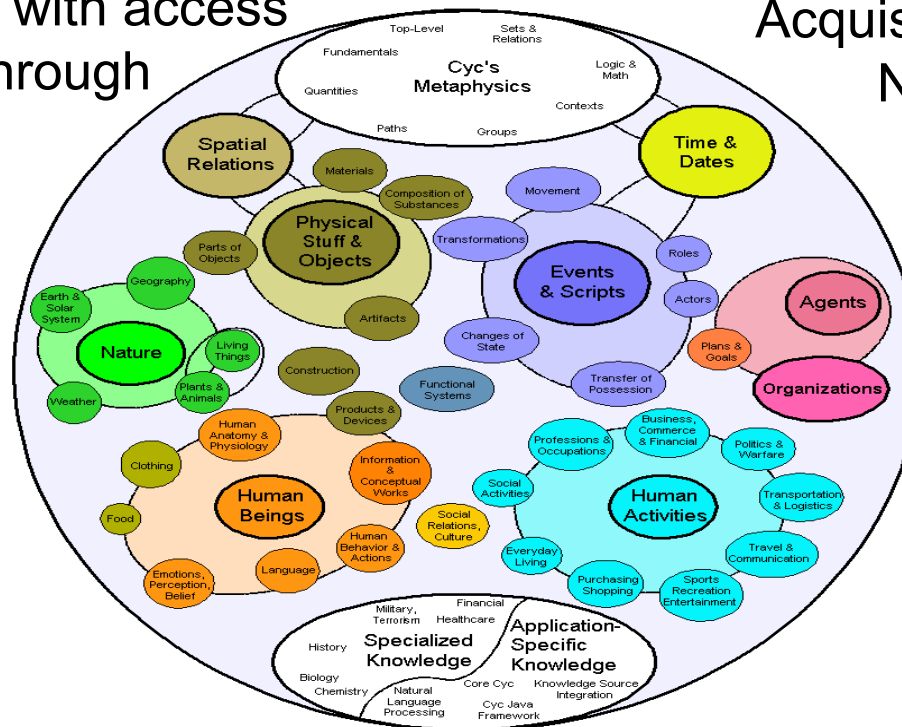 with access
Acquis
hrough
N
Top-Level
Sets &
Relations
Fundamentals
Cyc's
Metaphysics
Logic &
Math
Quantities
Contexts
Paths
Groups
Spatial
Relations
Time &
Dates
Materials
Composition of
Substances
Physical
Stuff &
Objects
Parts of
Objects
Artifacts
Movement
Transformations
Roles
Events
& Scripts
Actors
Changes of
State
Transfer of
Possession
Agents
Plans &
Goals
Organizations
Geography
Earth &
Solar
System
Nature
Living
Things
Plants &
Animals
Weather
Construction
Functional
Systems
Products &
Devices
Human
Anatomy &
Physiology
Clothing
Information
&
Conceptual
Works
Human
Beings
Food
Social
Relations,
Culture
Human
Behavior &
Actions
Language
Emotions,
Perception,
Belief
Business,
Commerce
& Financial
Professions &
Occupations
Politics &
Warfare
Social
Activities
Human
Activities
Transportation
& Logistics
Everyday
Living
Travel &
Communication
Purchasing
Shopping
Sports
Recreation
Entertainment
Military,
Terrorism
Financial
Healthcare
History
Specialized
Knowledge
Biology
Chemistry
Application-
Specific
Knowledge
Natural
Language
Processing
Core Cyc
Knowledge Source
Integration
Cyc Java
Framework